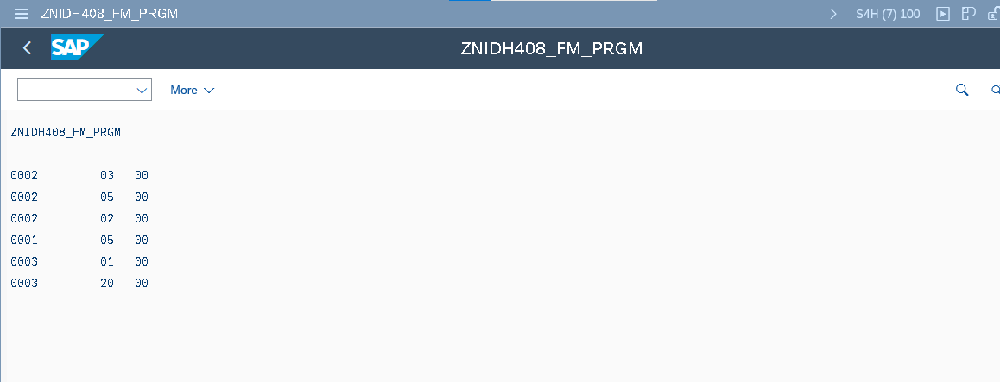 ZNIDH408_FM_PRGM S4H (7) 100
SAP ZNIDH408_FM_PRGM
More
ZNIDH408_FM_PRGM
0002 03 00
0002 05 00
0002 02 00
0001 05 00
0003 01 00
0003 20 00